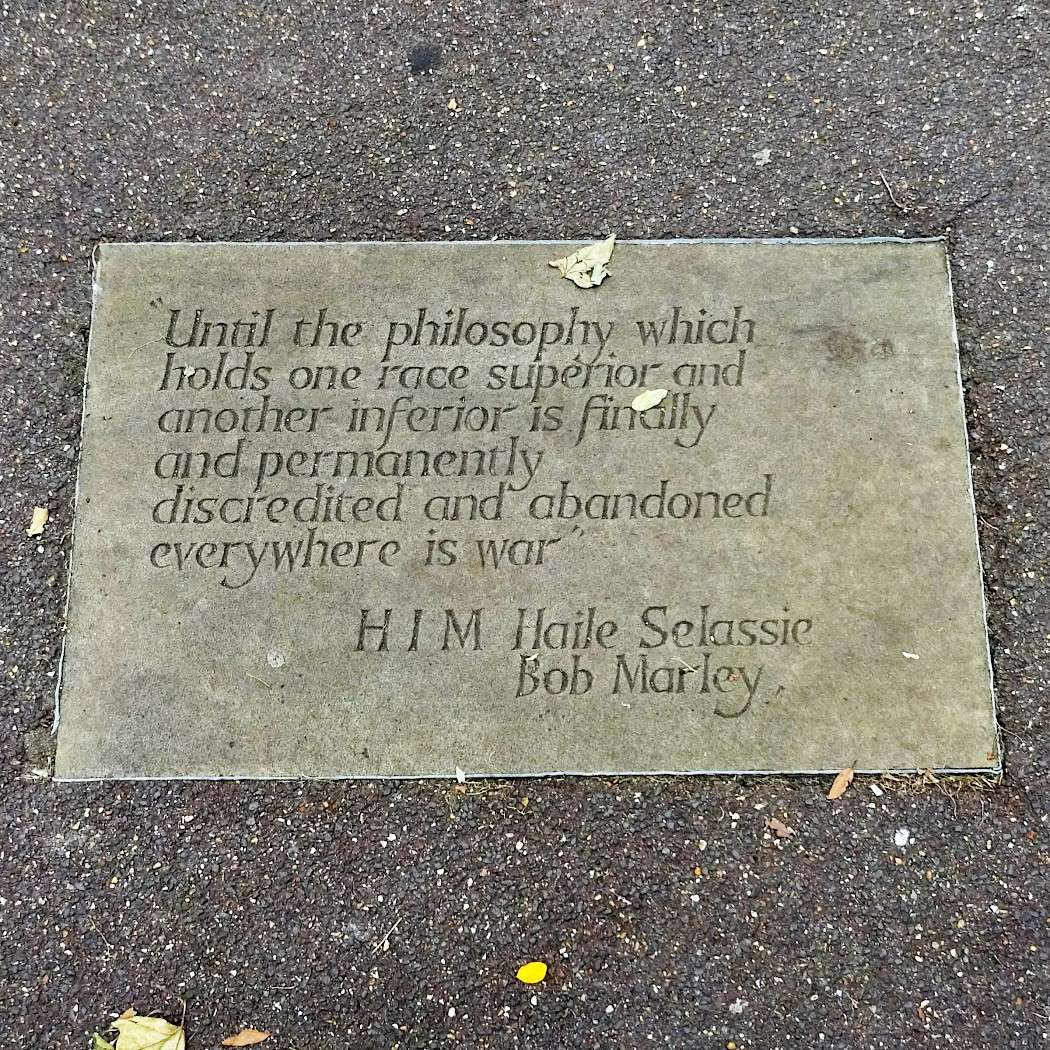 "Until the philosophy which
holds one race superior and
another inferior is finally
and permanently
discredited and abandoned
everywhere is war"
H I M Haile Selassie
Bob Marley